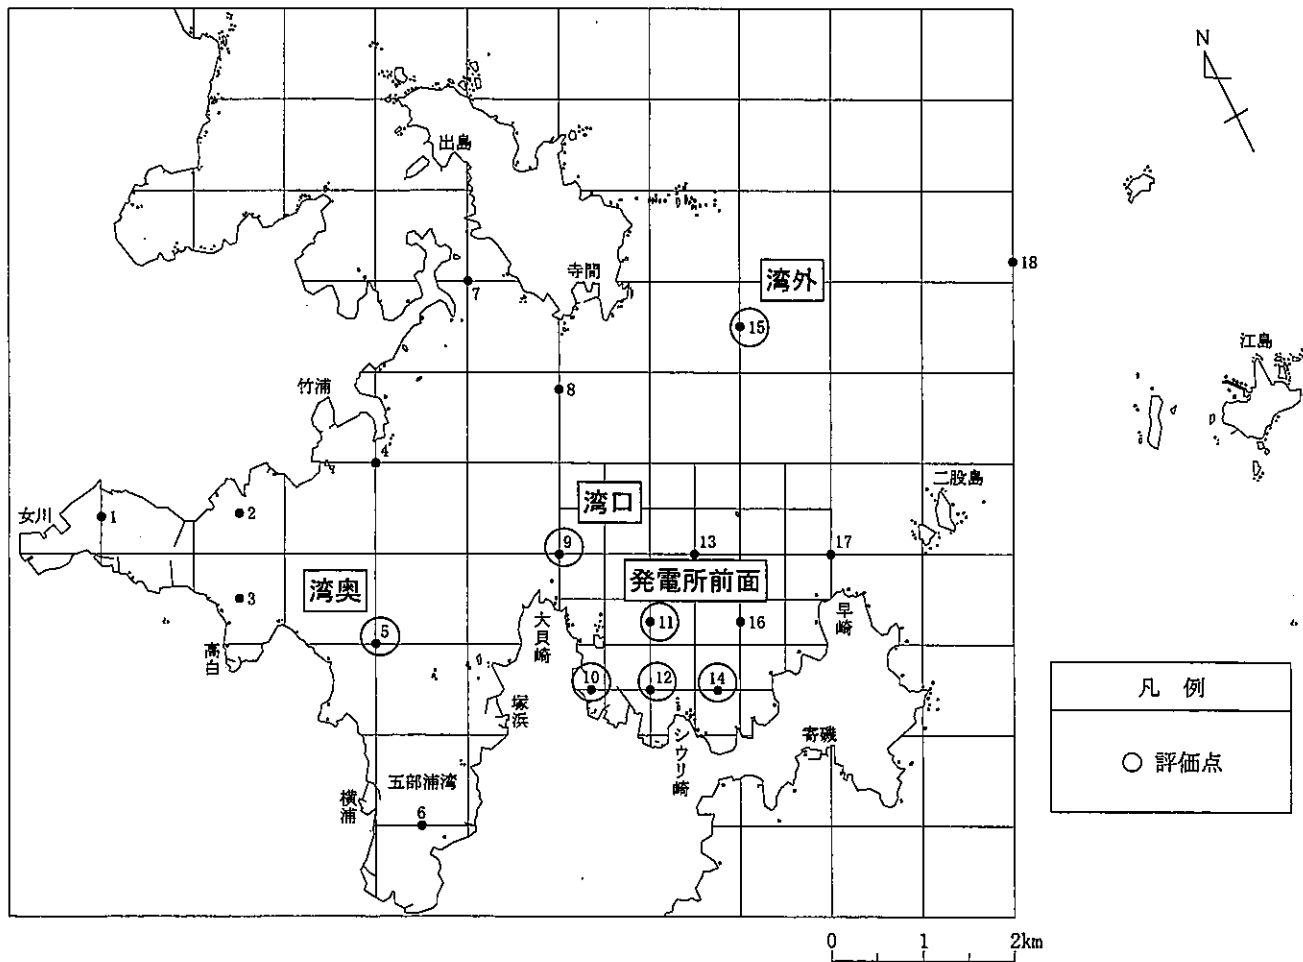 N
出島
18
湾外
寺間
7
15
江島
竹浦
8
4
二股島
湾口
女川
1
2
9
13
17
発電所前面
湾奥
3
11
16
早崎
大貝崎
5
高白
凡 例
10
12
14
塚浜
シウリ崎
寄磯
○ 評価点
五部浦湾
横浦
6
0 1 2km